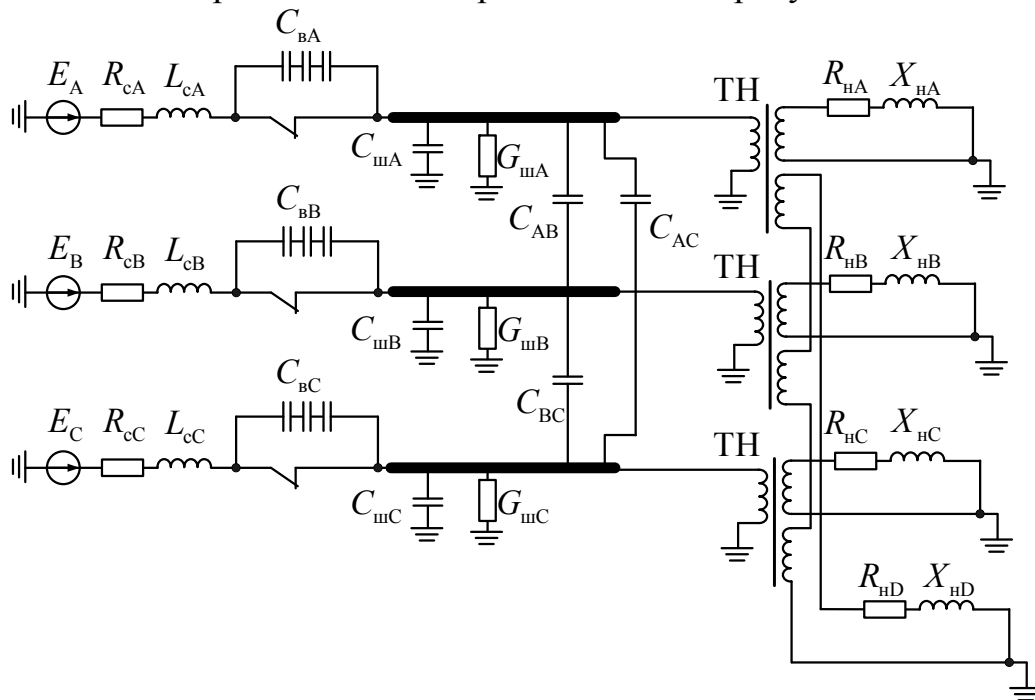 C_вA
E_A R_cA L_cA
TH
R_нA X_нA
C_шA G_шA
C_AB C_AC
C_вB
E_B R_cB L_cB
TH
R_нB X_нB
C_шB G_шB
C_BC
C_вC
E_C R_cC L_cC
TH
R_нC X_нC
C_шC G_шC
R_нD X_нD